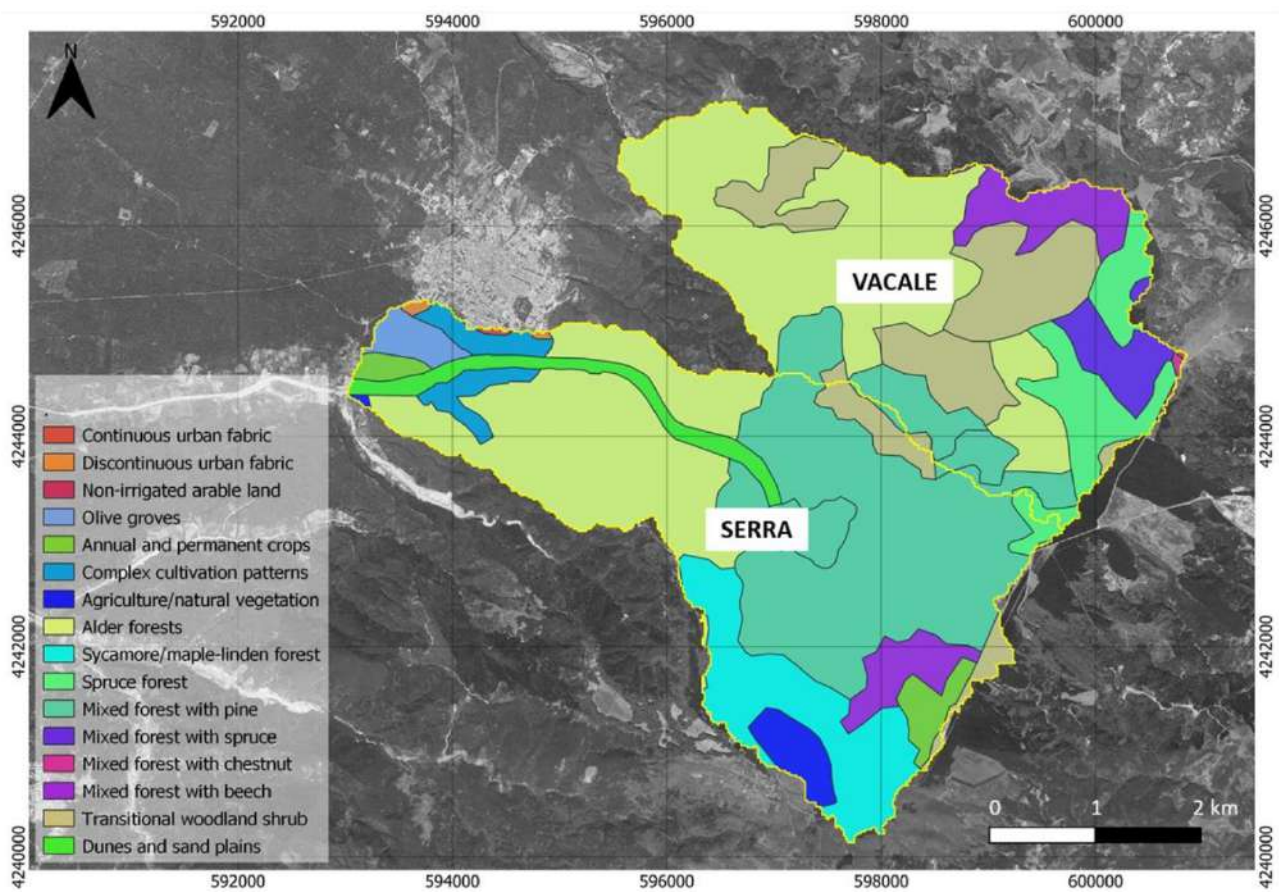 592000 594000 596000 598000 600000
N
4246000 4246000
VACALE
4244000 4244000
Continuous urban fabric
Discontinuous urban fabric
Non-irrigated arable land
Olive groves
SERRA
Annual and permanent crops
Complex cultivation patterns
Agriculture/natural vegetation
Alder forests
4242000 4242000
Sycamore/maple-linden forest
Spruce forest
Mixed forest with pine
Mixed forest with spruce
Mixed forest with chestnut
Mixed forest with beech
0 1 2 km
Transitional woodland shrub
Dunes and sand plains
4240000 4240000
592000 594000 596000 598000 600000